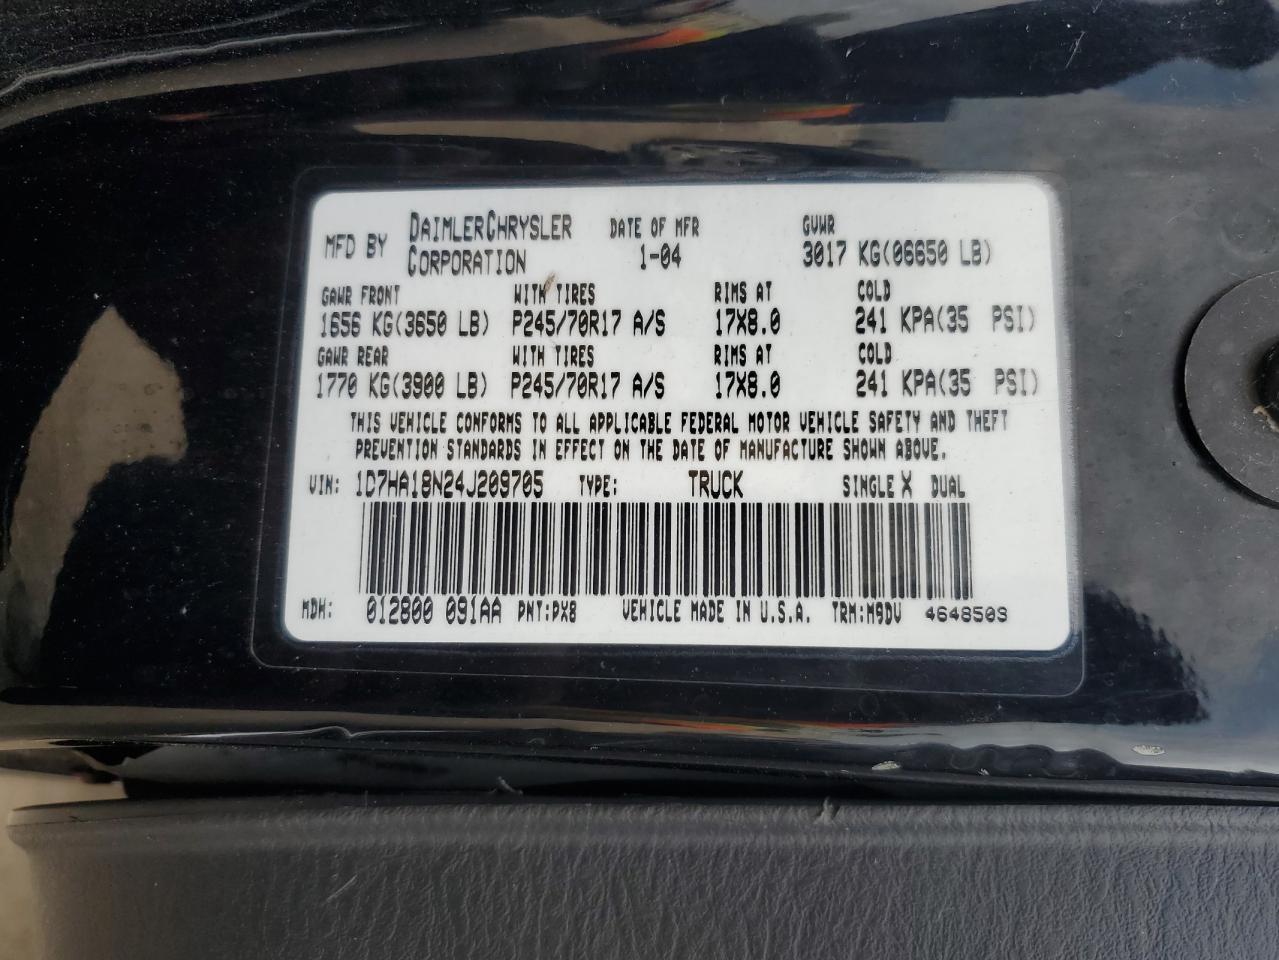 MFD BY DAIMLERCHRYSLER CORPORATION DATE OF MFR 1-04 GVWR 3017 KG(06650 LB)
GAWR FRONT WITH TIRES RIMS AT COLD
1656 KG(3650 LB) P245/70R17 A/S 17X8.0 241 KPA(35 PSI)
GAWR REAR WITH TIRES RIMS AT COLD
1770 KG(3900 LB) P245/70R17 A/S 17X8.0 241 KPA(35 PSI)
THIS VEHICLE CONFORMS TO ALL APPLICABLE FEDERAL MOTOR VEHICLE SAFETY AND THEFT
PREVENTION STANDARDS IN EFFECT ON THE DATE OF MANUFACTURE SHOWN ABOVE.
VIN: 1D7HA18N24J209705 TYPE: TRUCK SINGLE X DUAL
MDH: 012800 091AA PNT:PX8 VEHICLE MADE IN U.S.A. TRM:M9DV 4648509